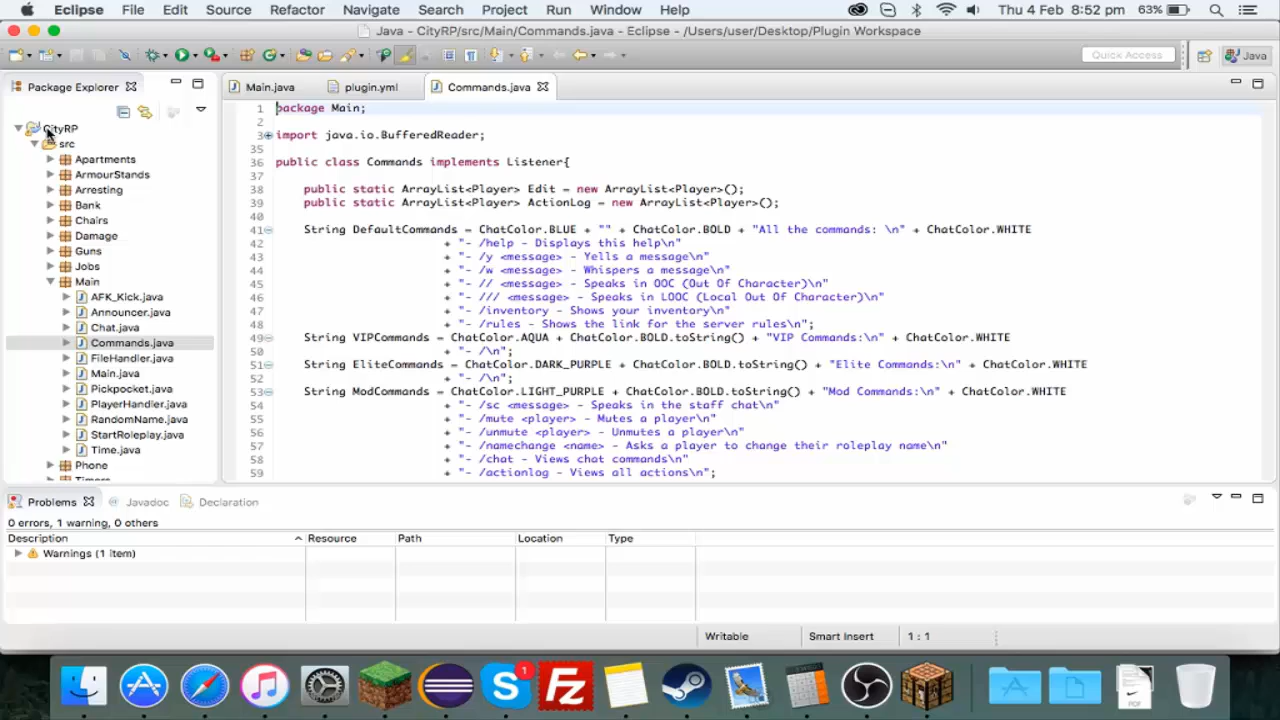 Eclipse File Edit Source Refactor Navigate Search Project Run Window Help Thu 4 Feb 8:52 pm 63%
Java - CityRP/src/Main/Commands.java - Eclipse - /Users/user/Desktop/Plugin Workspace
Quick Access Java
Package Explorer
Main.java plugin.yml Commands.java
CityRP
src
Apartments
ArmourStands
Arresting
Bank
Chairs
Damage
Guns
Jobs
Main
AFK_Kick.java
Announcer.java
Chat.java
Commands.java
FileHandler.java
Main.java
Pickpocket.java
PlayerHandler.java
RandomName.java
StartRoleplay.java
Time.java
Phone
Timers
1 package Main;
2
3 import java.io.BufferedReader;
35
36 public class Commands implements Listener{
37
38 public static ArrayList<Player> Edit = new ArrayList<Player>();
39 public static ArrayList<Player> ActionLog = new ArrayList<Player>();
40
41 String DefaultCommands = ChatColor.BLUE + "" + ChatColor.BOLD + "All the commands: \n" + ChatColor.WHITE
42 + "- /help - Displays this help\n"
43 + "- /y <message> - Yells a message\n"
44 + "- /w <message> - Whispers a message\n"
45 + "- // <message> - Speaks in OOC (Out Of Character)\n"
46 + "- /// <message> - Speaks in LOOC (Local Out Of Character)\n"
47 + "- /inventory - Shows your inventory\n"
48 + "- /rules - Shows the link for the server rules\n";
49 String VIPCommands = ChatColor.AQUA + ChatColor.BOLD.toString() + "VIP Commands:\n" + ChatColor.WHITE
50 + "- /\n";
51 String EliteCommands = ChatColor.DARK_PURPLE + ChatColor.BOLD.toString() + "Elite Commands:\n" + ChatColor.WHITE
52 + "- /\n";
53 String ModCommands = ChatColor.LIGHT_PURPLE + ChatColor.BOLD.toString() + "Mod Commands:\n" + ChatColor.WHITE
54 + "- /sc <message> - Speaks in the staff chat\n"
55 + "- /mute <player> - Mutes a player\n"
56 + "- /unmute <player> - Unmutes a player\n"
57 + "- /namechange <name> - Asks a player to change their roleplay name\n"
58 + "- /chat - Views chat commands\n"
59 + "- /actionlog - Views all actions\n";
Problems Javadoc Declaration
0 errors, 1 warning, 0 others
Description Resource Path Location Type
Warnings (1 item)
Writable Smart Insert 1 : 1
1
S
Fz
PDF